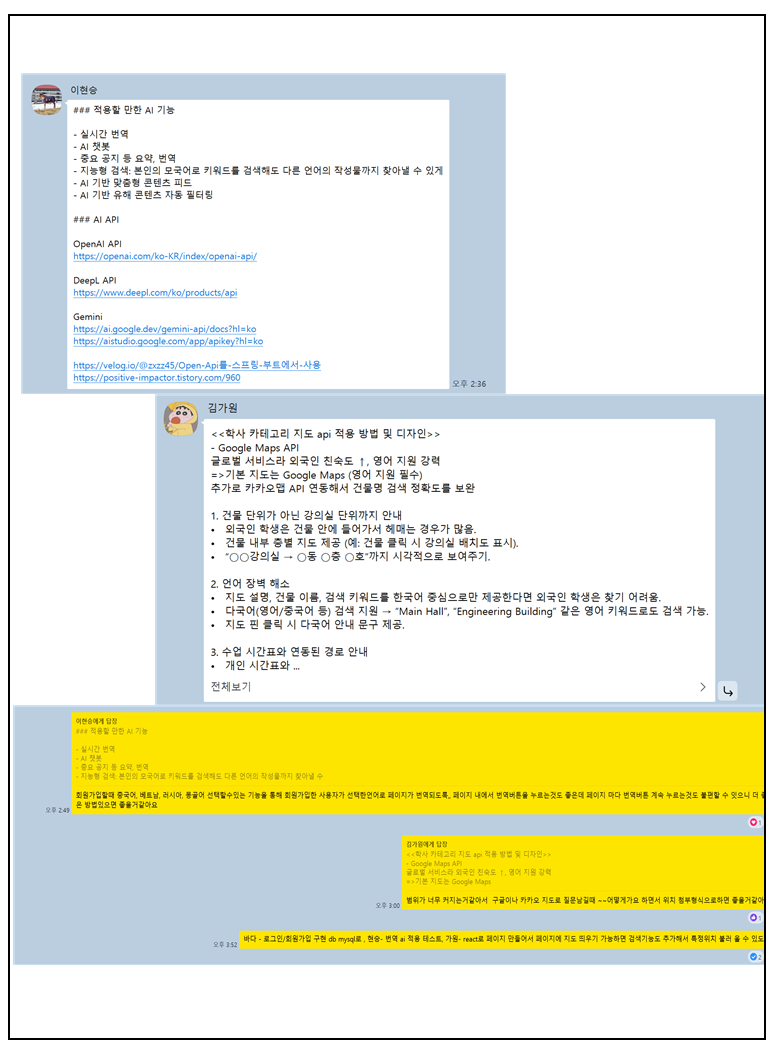 이현승
### 적용할 만한 AI 기능
- 실시간 번역
- AI 챗봇
- 중요 공지 등 요약, 번역
- 지능형 검색: 본인의 모국어로 키워드를 검색해도 다른 언어의 작성물까지 찾아낼 수 있게
- AI 기반 맞춤형 콘텐츠 피드
- AI 기반 유해 콘텐츠 자동 필터링
### AI API
OpenAI API
https://openai.com/ko-KR/index/openai-api/
DeepL API
https://www.deepl.com/ko/products/api
Gemini
https://ai.google.dev/gemini-api/docs?hl=ko
https://aistudio.google.com/app/apikey?hl=ko
https://velog.io/@zxzz45/Open-Api를-스프링-부트에서-사용
https://positive-impactor.tistory.com/960
오후 2:36
김가원
<<학사 카테고리 지도 api 적용 방법 및 디자인>>
- Google Maps API
글로벌 서비스라 외국인 친숙도 ↑, 영어 지원 강력
=>기본 지도는 Google Maps (영어 지원 필수)
추가로 카카오맵 API 연동해서 건물명 검색 정확도를 보완
1. 건물 단위가 아닌 강의실 단위까지 안내
• 외국인 학생은 건물 안에 들어가서 헤매는 경우가 많음.
• 건물 내부 층별 지도 제공 (예: 건물 클릭 시 강의실 배치도 표시).
• “○○강의실 → ○동 ○층 ○호”까지 시각적으로 보여주기.
2. 언어 장벽 해소
• 지도 설명, 건물 이름, 검색 키워드를 한국어 중심으로만 제공한다면 외국인 학생은 찾기 어려움.
• 다국어(영어/중국어 등) 검색 지원 → “Main Hall”, “Engineering Building” 같은 영어 키워드로도 검색 가능.
• 지도 핀 클릭 시 다국어 안내 문구 제공.
3. 수업 시간표와 연동된 경로 안내
• 개인 시간표와 ...
전체보기
이현승에게 답장
### 적용할 만한 AI 기능
- 실시간 번역
- AI 챗봇
- 중요 공지 등 요약, 번역
- 지능형 검색: 본인의 모국어로 키워드를 검색해도 다른 언어의 작성물까지 찾아낼 수
회원가입할때 중국어, 베트남, 러시아, 몽골어 선택할수있는 기능을 통해 회원가입한 사용자가 선택한언어로 페이지가 번역되도록,, 페이지 내에서 번역버튼을 누르는것도 좋은데 페이지 마다 번역버튼 계속 누르는것도 불편할 수 있으니 더 좋
은 방법있으면 좋을거같아요
오후 2:49
1
김가원에게 답장
<<학사 카테고리 지도 api 적용 방법 및 디자인>>
- Google Maps API
글로벌 서비스라 외국인 친숙도 ↑, 영어 지원 강력
=>기본 지도는 Google Maps
범위가 너무 커지는거같아서 구글이나 카카오 지도로 질문남길때 ~~어떻게가요 하면서 위치 첨부형식으로하면 좋을거같아
오후 3:00
1
바다 - 로그인/회원가입 구현 db mysql로 , 현승- 번역 ai 적용 테스트, 가원- react로 페이지 만들어서 페이지에 지도 띄우기 가능하면 검색기능도 추가해서 특정위치 불러 올 수 있도
오후 3:52
2